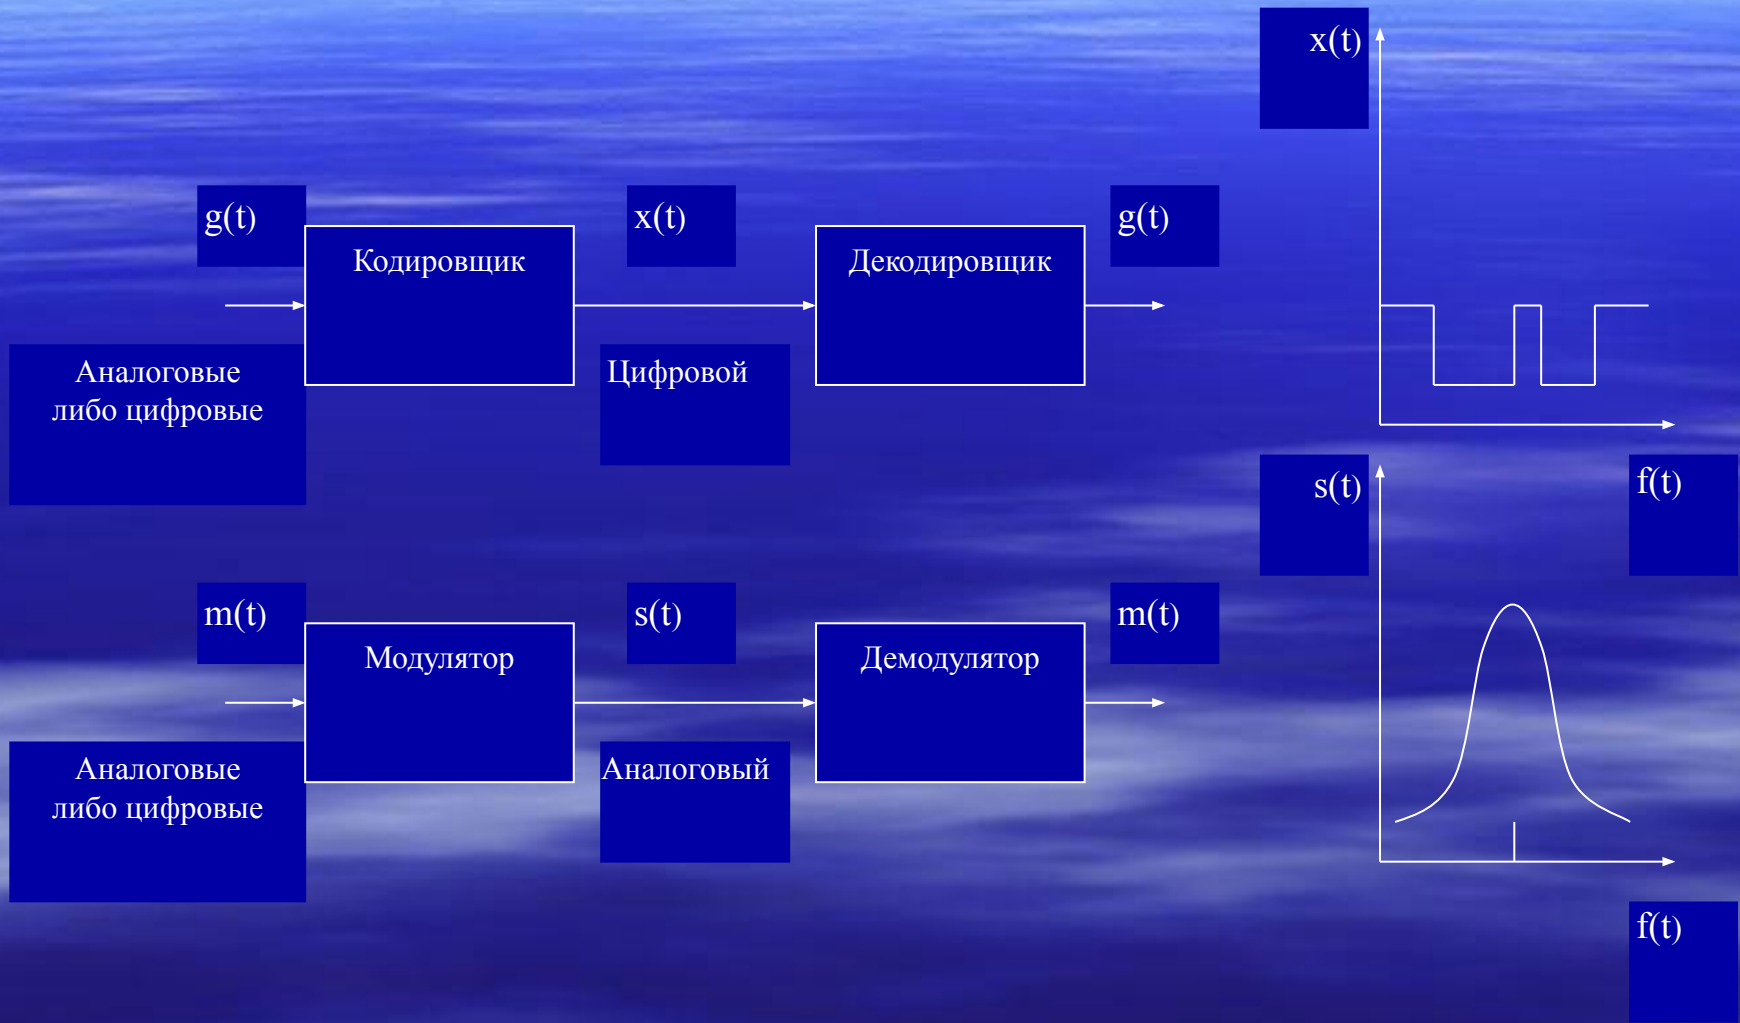 x(t)
g(t)
x(t)
g(t)
Кодировщик
Декодировщик
Аналоговые
либо цифровые
Цифровой
s(t)
f(t)
m(t)
s(t)
m(t)
Модулятор
Демодулятор
Аналоговые
либо цифровые
Аналоговый
f(t)